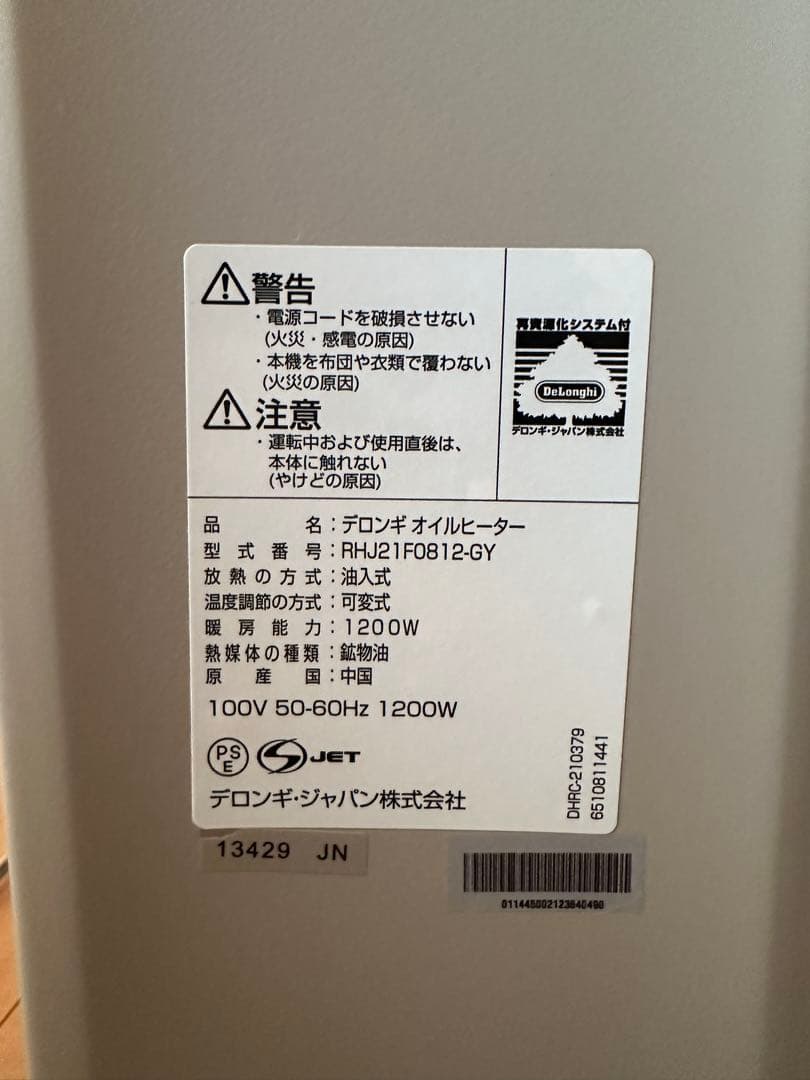 警告
・電源コードを破損させない
(火災・感電の原因)
・本機を布団や衣類で覆わない
(火災の原因)
注意
・運転中および使用直後は、
本体に触れない
(やけどの原因)
再資源化システム付
DeLonghi
デロンギ・ジャパン株式会社
品名：デロンギ オイルヒーター
型式番号：RHJ21F0812-GY
放熱の方式：油入式
温度調節の方式：可変式
暖房能力：1200W
熱媒体の種類：鉱物油
原産国：中国
100V 50-60Hz 1200W
PS
E
S JET
デロンギ・ジャパン株式会社
DHRC-210379
6510811441
13429 JN
011445002123640496